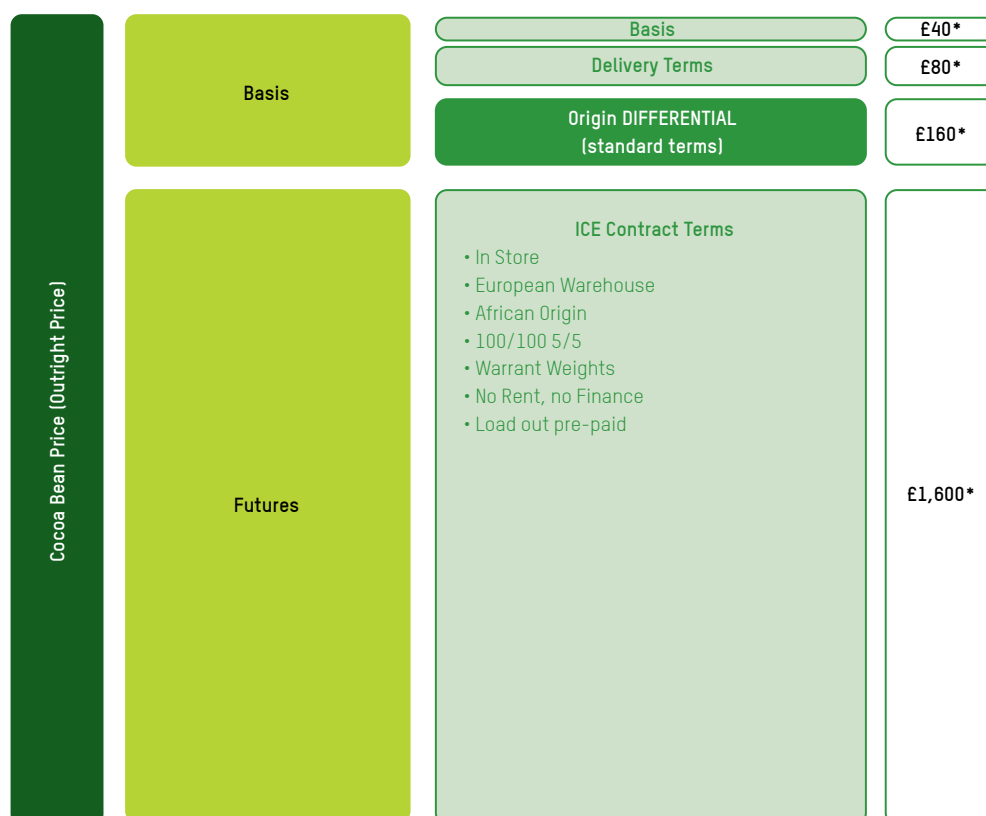 Cocoa Bean Price (Outright Price)
Basis
Basis
£40*
Delivery Terms
£80*
Origin DIFFERENTIAL
(standard terms)
£160*
Futures
ICE Contract Terms
• In Store
• European Warehouse
• African Origin
• 100/100 5/5
• Warrant Weights
• No Rent, no Finance
• Load out pre-paid
£1,600*